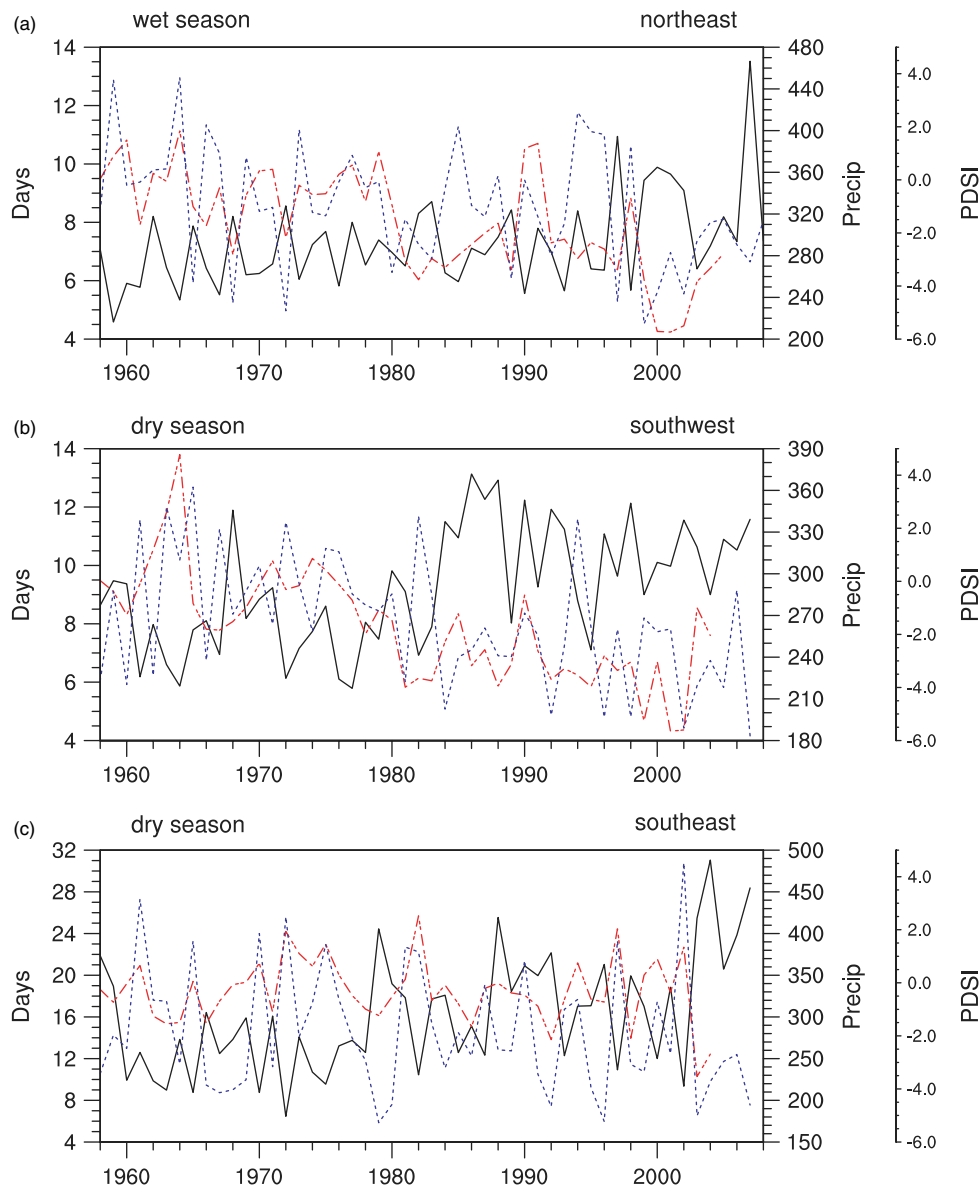 (a) wet season northeast
14 480
12 440 4.0
10 400 2.0
8 360 0.0
6 320 -2.0
4 280 -4.0
240 -6.0
200
Days Precip PDSI
1960 1970 1980 1990 2000
(b) dry season southwest
14 390
12 360 4.0
10 330 2.0
8 300 0.0
6 270 -2.0
4 240 -4.0
210 -6.0
180
Days Precip PDSI
1960 1970 1980 1990 2000
(c) dry season southeast
32 500
28 450 4.0
24 400 2.0
20 350 0.0
16 300 -2.0
12 250 -4.0
8 200 -6.0
4 150
Days Precip PDSI
1960 1970 1980 1990 2000